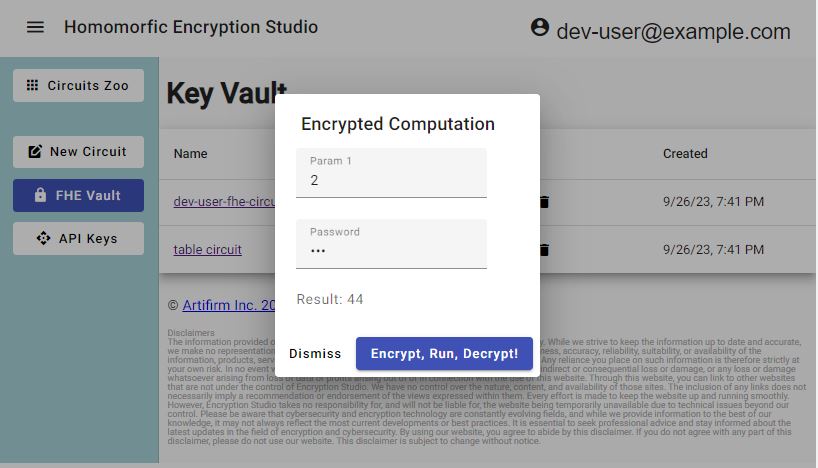 Homomorfic Encryption Studio
dev-user@example.com
Circuits Zoo
New Circuit
FHE Vault
API Keys
Key Vault
Name
Created
dev-user-fhe-circu
9/26/23, 7:41 PM
table circuit
9/26/23, 7:41 PM
Encrypted Computation
Param 1
2
Password
•••
Result: 44
Dismiss
Encrypt, Run, Decrypt!
© Artifirm Inc. 20
Disclaimers
The information provided y. While we strive to keep the information up to date and accurate,
we make no representation ness, accuracy, reliability, suitability, or availability of the
information, products, serv Any reliance you place on such information is therefore strictly at
your own risk. In no event w indirect or consequential loss or damage, or any loss or damage
whatsoever arising from loss of data or profits arising out of or in connection with the use of this website. Through this website, you can link to other websites
that are not under the control of Encryption Studio. We have no control over the nature, content, and availability of those sites. The inclusion of any links does not
necessarily imply a recommendation or endorsement of the views expressed within them. Every effort is made to keep the website up and running smoothly.
However, Encryption Studio takes no responsibility for, and will not be liable for, the website being temporarily unavailable due to technical issues beyond our
control. Please be aware that cybersecurity and encryption technology are constantly evolving fields, and while we provide information to the best of our
knowledge, it may not always reflect the most current developments or best practices. It is essential to seek professional advice and stay informed about the
latest updates in the field of encryption and cybersecurity. By using our website, you agree to abide by this disclaimer. If you do not agree with any part of this
disclaimer, please do not use our website. This disclaimer is subject to change without notice.